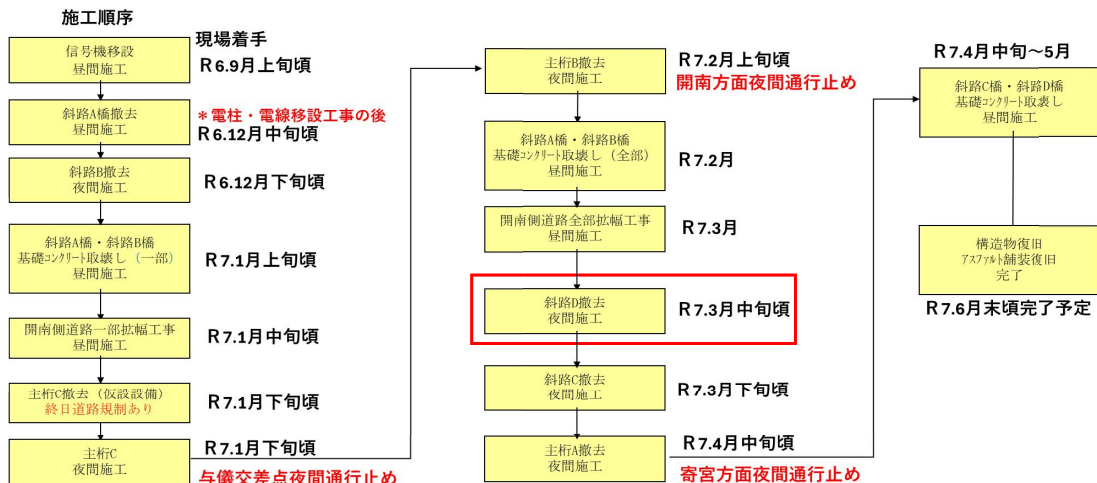 施工順序
信号機移設
昼間施工
現場着手
R6.9月上旬頃
斜路A橋撤去
昼間施工
＊電柱・電線移設工事の後
R6.12月中旬頃
斜路B撤去
夜間施工
R6.12月下旬頃
斜路A橋・斜路B橋
基礎ｺﾝｸﾘｰﾄ取壊し（一部）
昼間施工
R7.1月上旬頃
開南側道路一部拡幅工事
昼間施工
R7.1月中旬頃
主桁C撤去（仮設設備）
終日道路規制あり
R7.1月下旬頃
主桁C
夜間施工
R7.1月下旬頃
与儀交差点夜間通行止め
主桁B撤去
夜間施工
R7.2月上旬頃
開南方面夜間通行止め
斜路A橋・斜路B橋
基礎ｺﾝｸﾘｰﾄ取壊し（全部）
昼間施工
R7.2月
開南側道路全部拡幅工事
昼間施工
R7.3月
斜路D撤去
夜間施工
R7.3月中旬頃
斜路C撤去
夜間施工
R7.3月下旬頃
主桁A撤去
夜間施工
R7.4月中旬頃
寄宮方面夜間通行止め
R7.4月中旬～5月
斜路C橋・斜路D橋
基礎ｺﾝｸﾘｰﾄ取壊し
昼間施工
構造物復旧
ｱｽﾌｧﾙﾄ舗装復旧
完了
R7.6月末頃完了予定